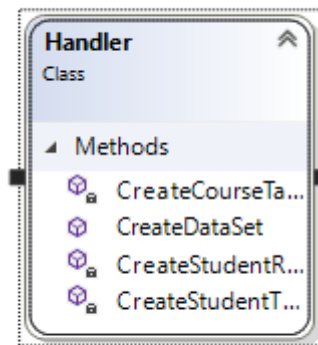 Handler
Class
Methods
CreateCourseTa...
CreateDataSet
CreateStudentR...
CreateStudentT...